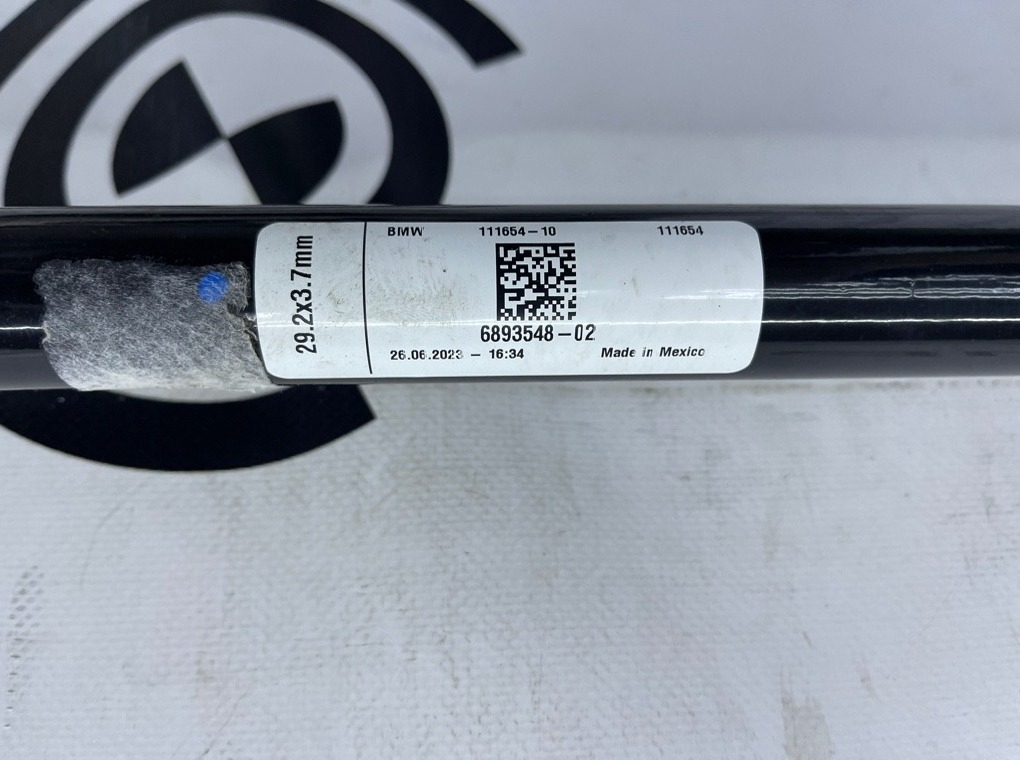 29.2x3.7mm
BMW 111654-10 111654
6893548-02
26.06.2023 - 16:34 Made in Mexico